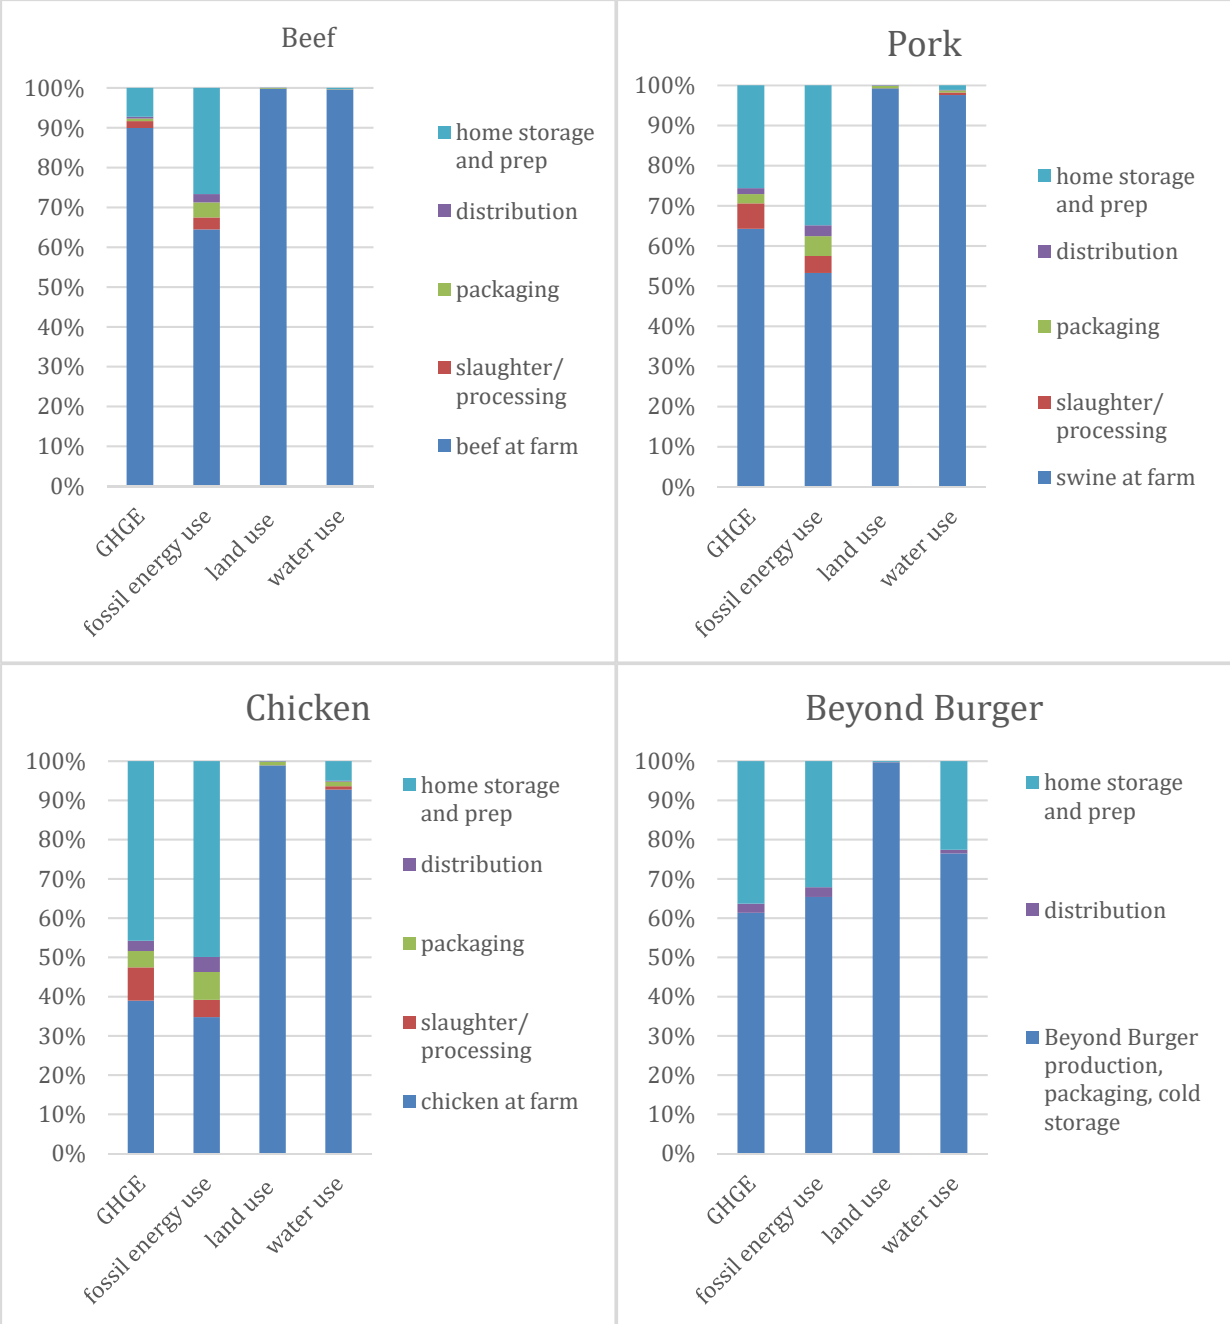 Beef
100%
90%
80%
70%
60%
50%
40%
30%
20%
10%
0%
GHGE
fossil energy use
land use
water use
home storage
and prep
distribution
packaging
slaughter/
processing
beef at farm
Pork
100%
90%
80%
70%
60%
50%
40%
30%
20%
10%
0%
GHGE
fossil energy use
land use
water use
home storage
and prep
distribution
packaging
slaughter/
processing
swine at farm
Chicken
100%
90%
80%
70%
60%
50%
40%
30%
20%
10%
0%
GHGE
fossil energy use
land use
water use
home storage
and prep
distribution
packaging
slaughter/
processing
chicken at farm
Beyond Burger
100%
90%
80%
70%
60%
50%
40%
30%
20%
10%
0%
GHGE
fossil energy use
land use
water use
home storage
and prep
distribution
Beyond Burger
production,
packaging, cold
storage